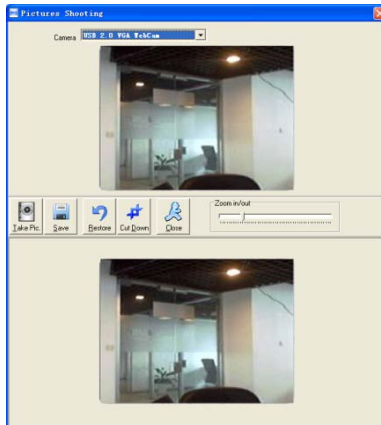 Pictures Shooting
Camera USB 2.0 VGA WebCam
Zoom in/out
Take Pic. Save Restore Cut Down Close